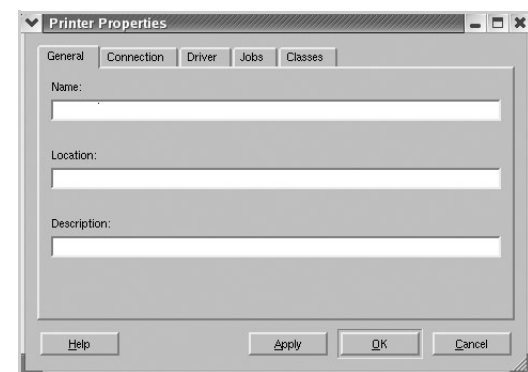 Printer Properties
General Connection Driver Jobs Classes
Name:
Location:
Description:
Help Apply OK Cancel